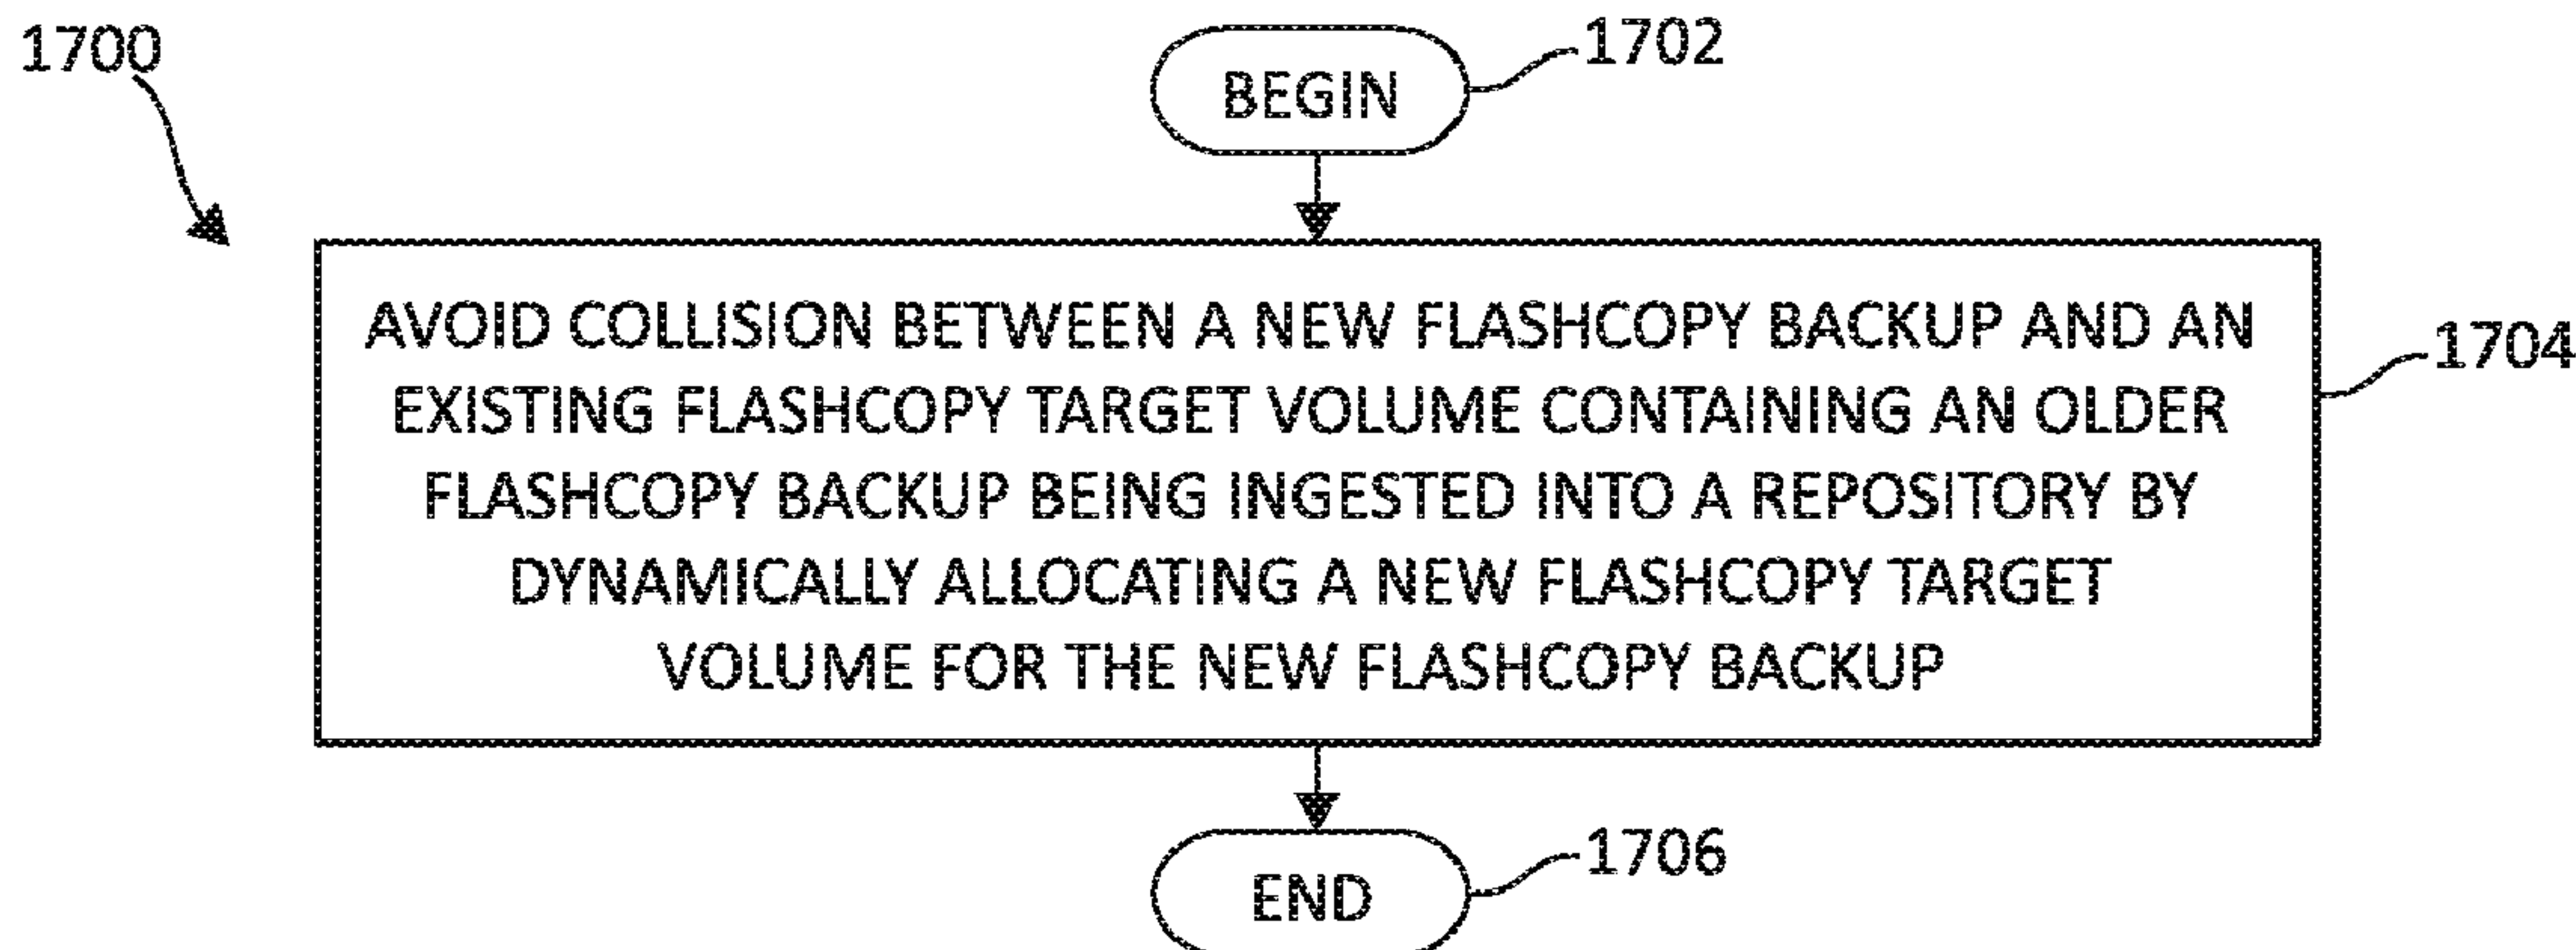 1700
BEGIN
1702
AVOID COLLISION BETWEEN A NEW FLASHCOPY BACKUP AND AN
EXISTING FLASHCOPY TARGET VOLUME CONTAINING AN OLDER
FLASHCOPY BACKUP BEING INGESTED INTO A REPOSITORY BY
DYNAMICALLY ALLOCATING A NEW FLASHCOPY TARGET
VOLUME FOR THE NEW FLASHCOPY BACKUP
1704
END
1706